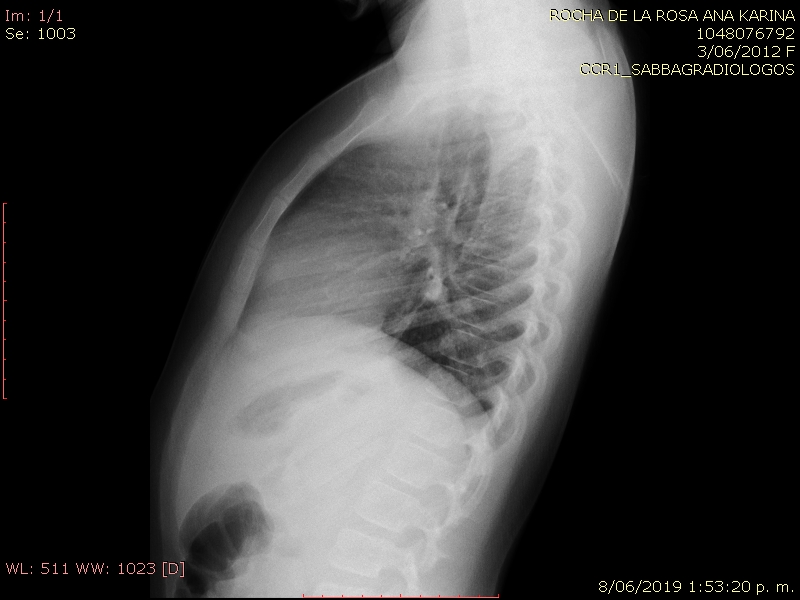 Im: 1/1
Se: 1003
ROCHA DE LA ROSA ANA KARINA
1048076792
3/06/2012 F
CCR1_SABBAGRADIOLOGOS
WL: 511 WW: 1023 [D]
8/06/2019 1:53:20 p. m.